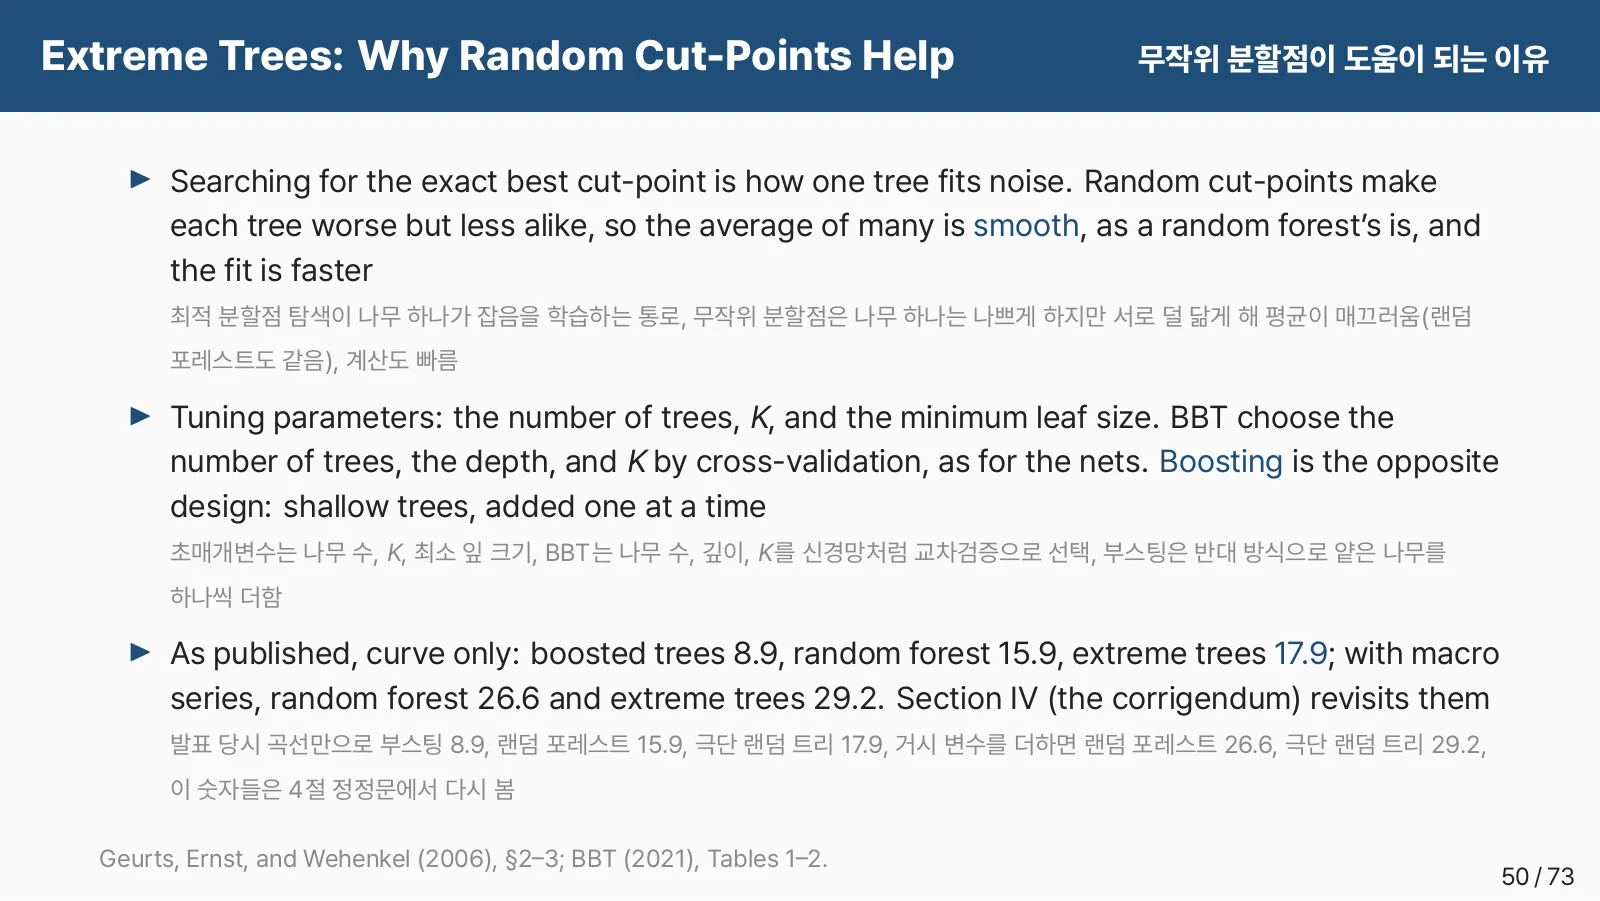 Extreme Trees: Why Random Cut-Points Help
무작위 분할점이 도움이 되는 이유
► Searching for the exact best cut-point is how one tree fits noise. Random cut-points make
each tree worse but less alike, so the average of many is smooth, as a random forest's is, and
the fit is faster
최적 분할점 탐색이 나무 하나가 잡음을 학습하는 통로, 무작위 분할점은 나무 하나는 나쁘게 하지만 서로 덜 닮게 해 평균이 매끄러움(랜덤
포레스트도 같음), 계산도 빠름
► Tuning parameters: the number of trees, K, and the minimum leaf size. BBT choose the
number of trees, the depth, and K by cross-validation, as for the nets. Boosting is the opposite
design: shallow trees, added one at a time
초매개변수는 나무 수, K, 최소 잎 크기, BBT는 나무 수, 깊이, K를 신경망처럼 교차검증으로 선택, 부스팅은 반대 방식으로 얕은 나무를
하나씩 더함
► As published, curve only: boosted trees 8.9, random forest 15.9, extreme trees 17.9; with macro
series, random forest 26.6 and extreme trees 29.2. Section IV (the corrigendum) revisits them
발표 당시 곡선만으로 부스팅 8.9, 랜덤 포레스트 15.9, 극단 랜덤 트리 17.9, 거시 변수를 더하면 랜덤 포레스트 26.6, 극단 랜덤 트리 29.2,
이 숫자들은 4절 정정문에서 다시 봄
Geurts, Ernst, and Wehenkel (2006), §2–3; BBT (2021), Tables 1–2.
50 / 73